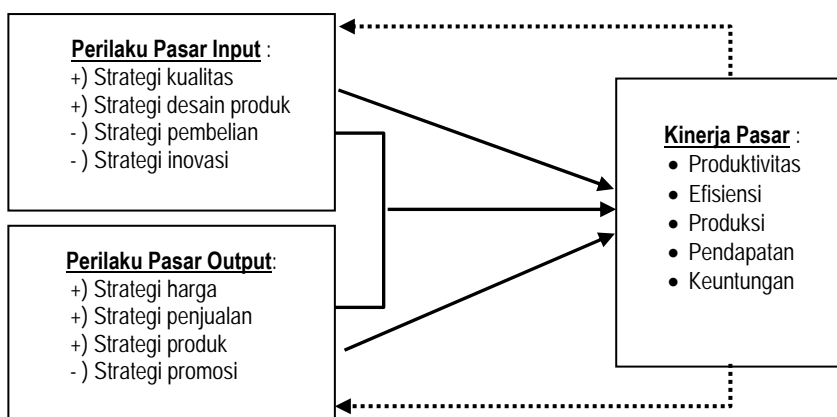 Perilaku Pasar Input :
+) Strategi kualitas
+) Strategi desain produk
- ) Strategi pembelian
- ) Strategi inovasi
Perilaku Pasar Output:
+) Strategi harga
+) Strategi penjualan
+) Strategi produk
- ) Strategi promosi
Kinerja Pasar :
• Produktivitas
• Efisiensi
• Produksi
• Pendapatan
• Keuntungan